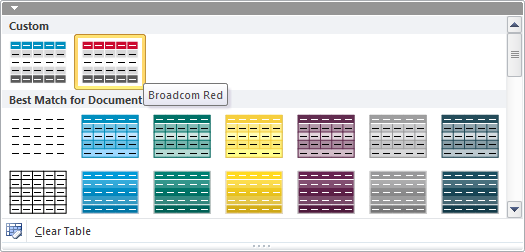 Custom
Broadcom Red
Best Match for Document
Clear Table